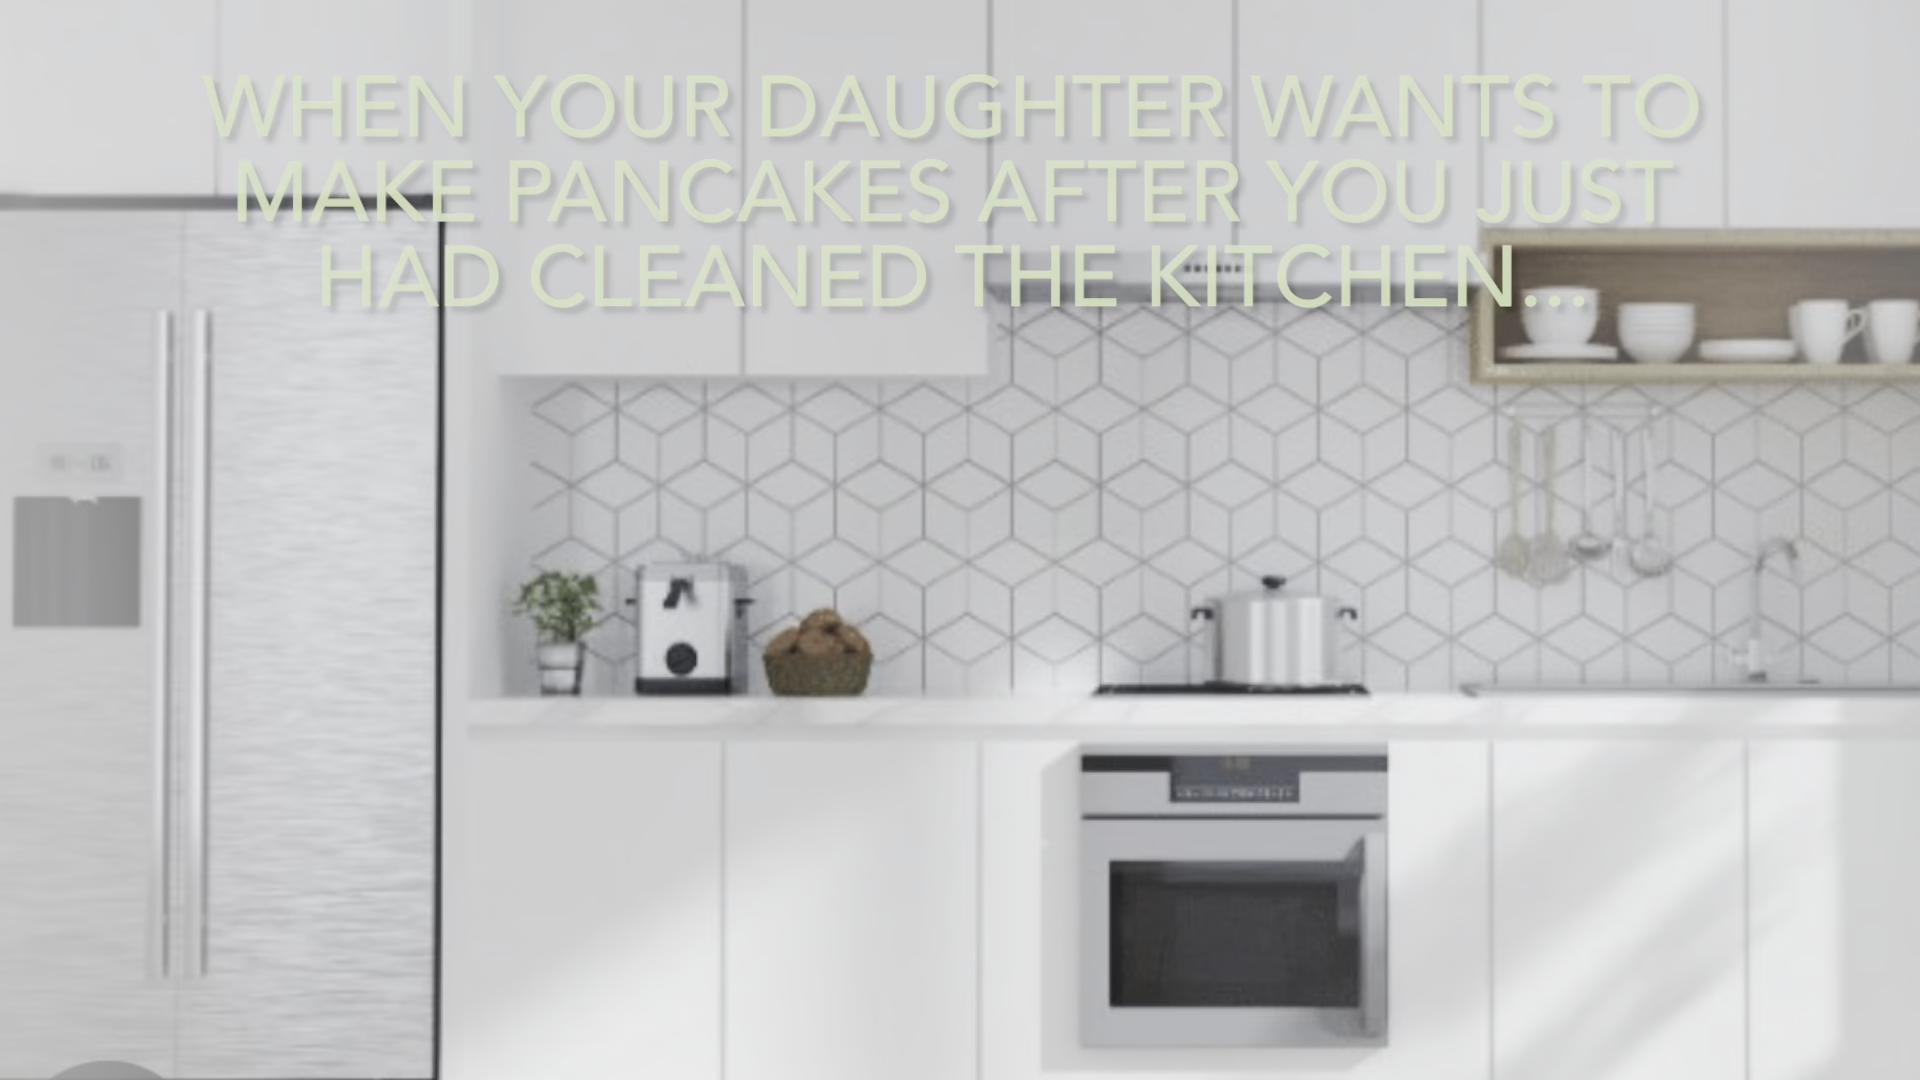 WHEN YOUR DAUGHTER WANTS TO
MAKE PANCAKES AFTER YOU JUST
HAD CLEANED THE KITCHEN...